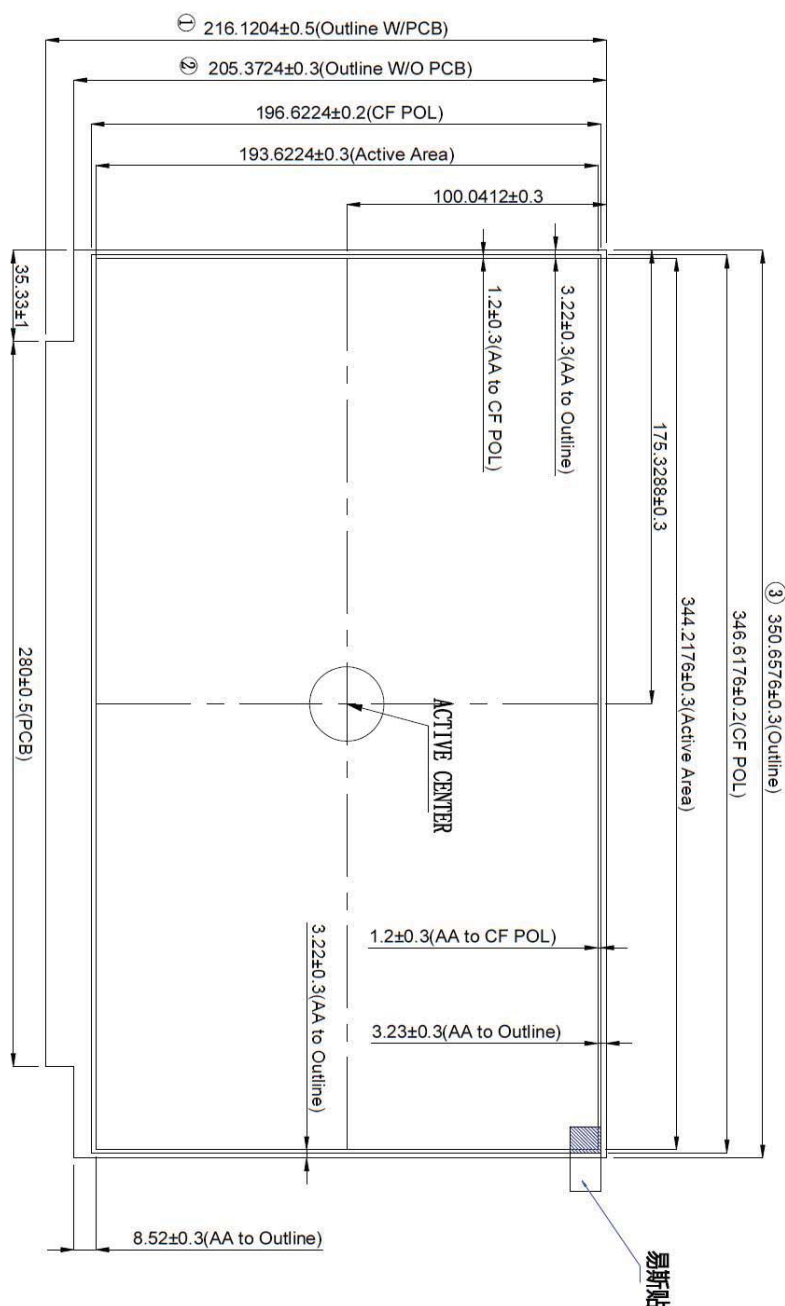 ① 216.1204±0.5(Outline W/PCB)
② 205.3724±0.3(Outline W/O PCB)
196.6224±0.2(CF POL)
193.6224±0.3(Active Area)
100.0412±0.3
③ 350.6576±0.3(Outline)
346.6176±0.2(CF POL)
344.2176±0.3(Active Area)
175.3288±0.3
3.22±0.3(AA to Outline)
1.2±0.3(AA to CF POL)
35.33±1
280±0.5(PCB)
ACTIVE CENTER
1.2±0.3(AA to CF POL)
3.23±0.3(AA to Outline)
3.22±0.3(AA to Outline)
8.52±0.3(AA to Outline)
易斯贴